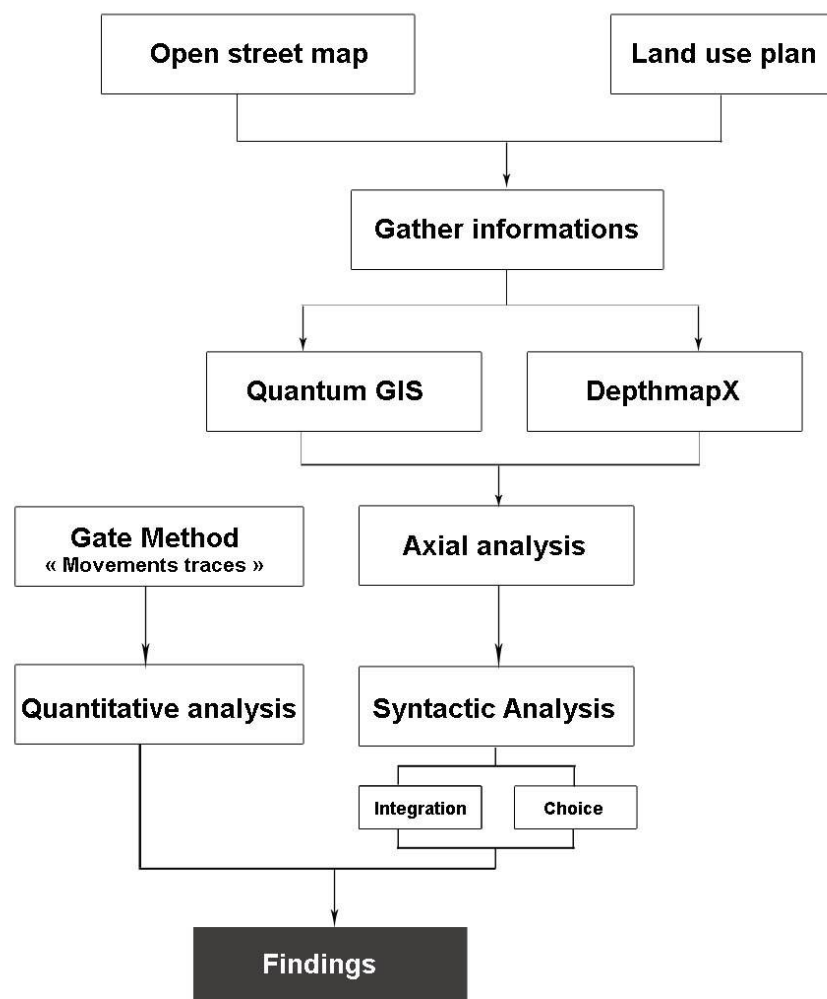 Open street map
Land use plan
Gather informations
Quantum GIS
DepthmapX
Gate Method
« Movements traces »
Axial analysis
Quantitative analysis
Syntactic Analysis
Integration
Choice
Findings